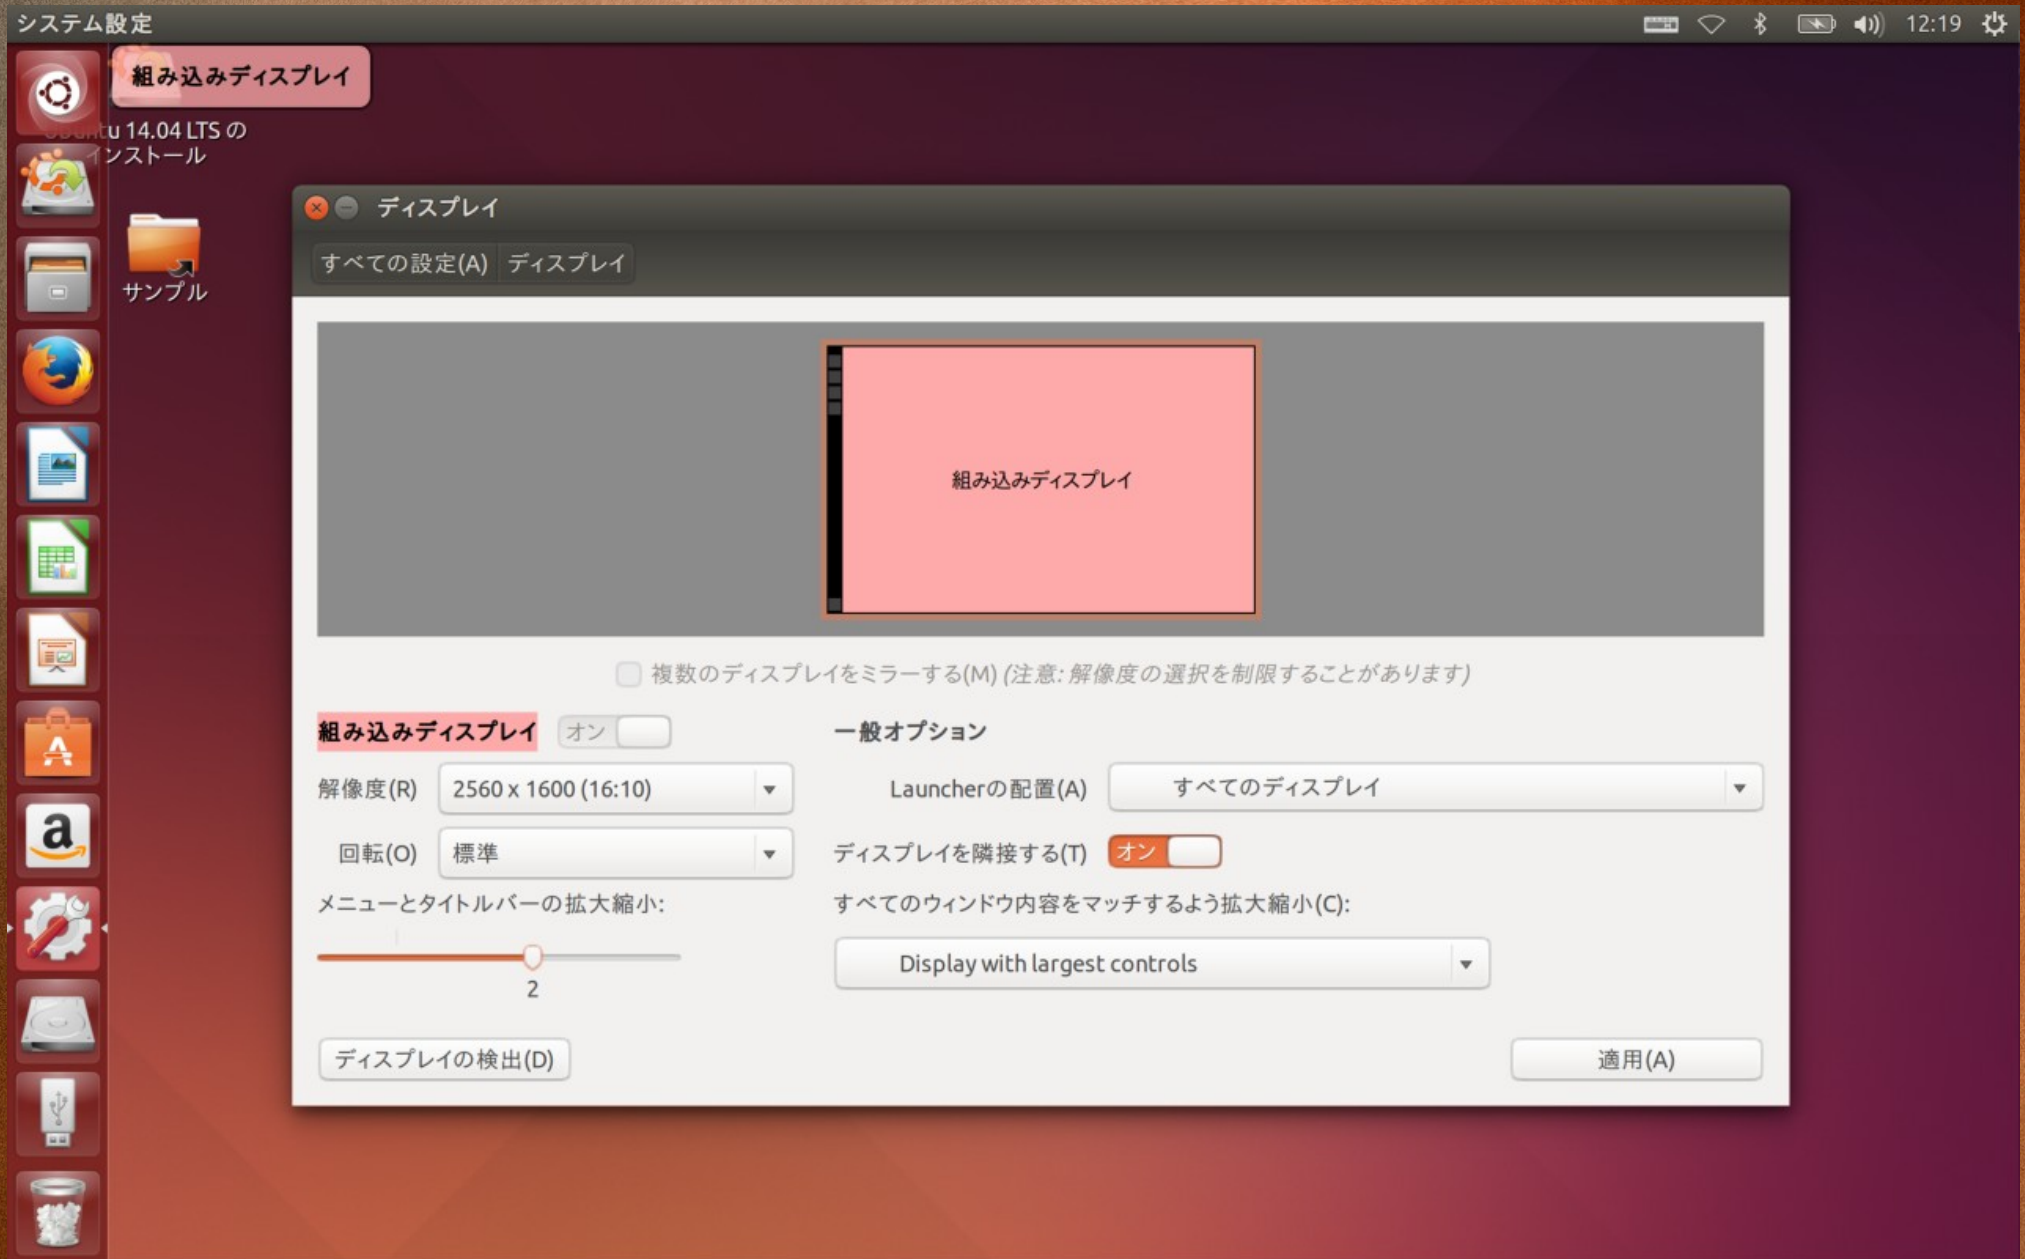 システム設定
12:19
組み込みディスプレイ
Ubuntu 14.04 LTS の
インストール
サンプル
ディスプレイ
すべての設定(A) ディスプレイ
組み込みディスプレイ
複数のディスプレイをミラーする(M) (注意: 解像度の選択を制限することがあります)
組み込みディスプレイ オン
一般オプション
解像度(R) 2560 x 1600 (16:10)
Launcherの配置(A) すべてのディスプレイ
回転(O) 標準
ディスプレイを隣接する(T) オン
メニューとタイトルバーの拡大縮小:
すべてのウィンドウ内容をマッチするよう拡大縮小(C):
2
Display with largest controls
ディスプレイの検出(D)
適用(A)